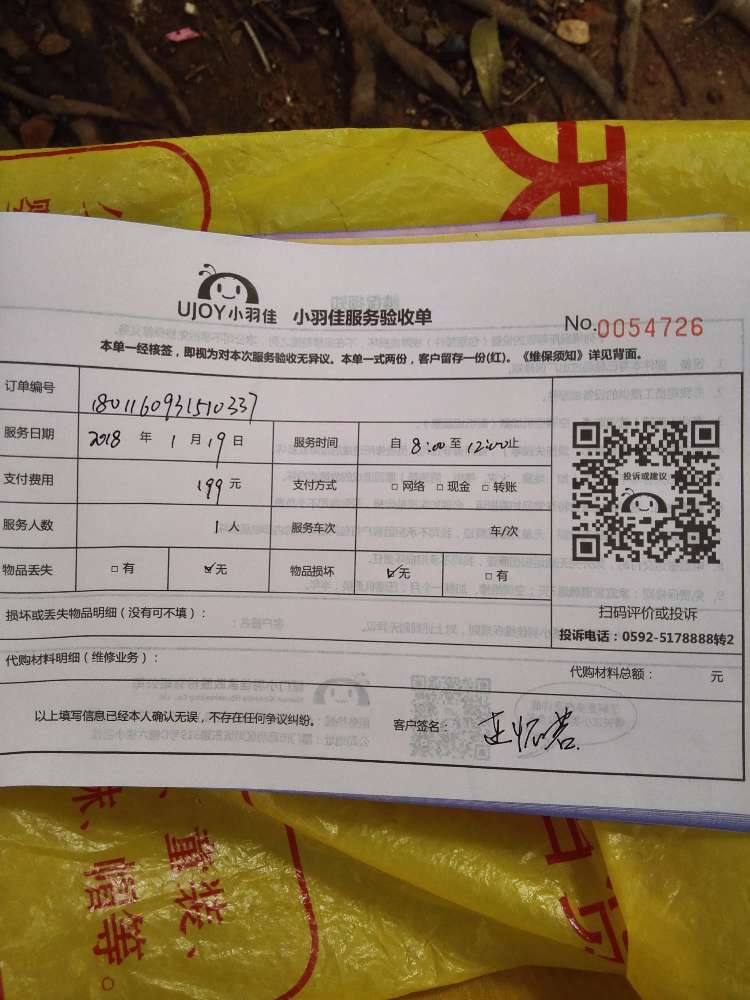 UJOY小羽佳 小羽佳服务验收单
No.0054726
本单一经核签，即视为对本次服务验收无异议。本单一式两份，客户留存一份(红)。《维保须知》详见背面。
订单编号 1801160931510337
服务日期 2018 年 1 月 19 日 服务时间 自 8:00 至 12:00 止
支付费用 199 元 支付方式 □ 网络 □ 现金 □ 转账
服务人数 1 人 服务车次 车/次
物品丢失 □ 有 ☑ 无 物品损坏 ☑ 无 □ 有
投诉或建议
扫码评价或投诉
投诉电话：0592-5178888转2
损坏或丢失物品明细（没有可不填）：
代购材料明细（维修业务）：
代购材料总额： 元
以上填写信息已经本人确认无误，不存在任何争议纠纷。 客户签名：
童装、
帽等。